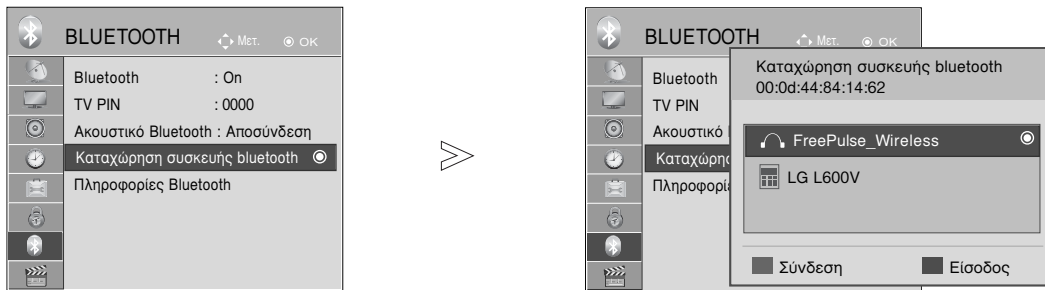 BLUETOOTH Μετ. OK
Bluetooth : On
TV PIN : 0000
Ακουστικό Bluetooth : Αποσύνδεση
Καταχώρηση συσκευής bluetooth
Πληροφορίες Bluetooth
BLUETOOTH Μετ. OK
Bluetooth
TV PIN
Ακουστικό
Καταχώρησ
Πληροφορίε
Καταχώρηση συσκευής bluetooth
00:0d:44:84:14:62
FreePulse_Wireless
LG L600V
Σύνδεση Είσοδος